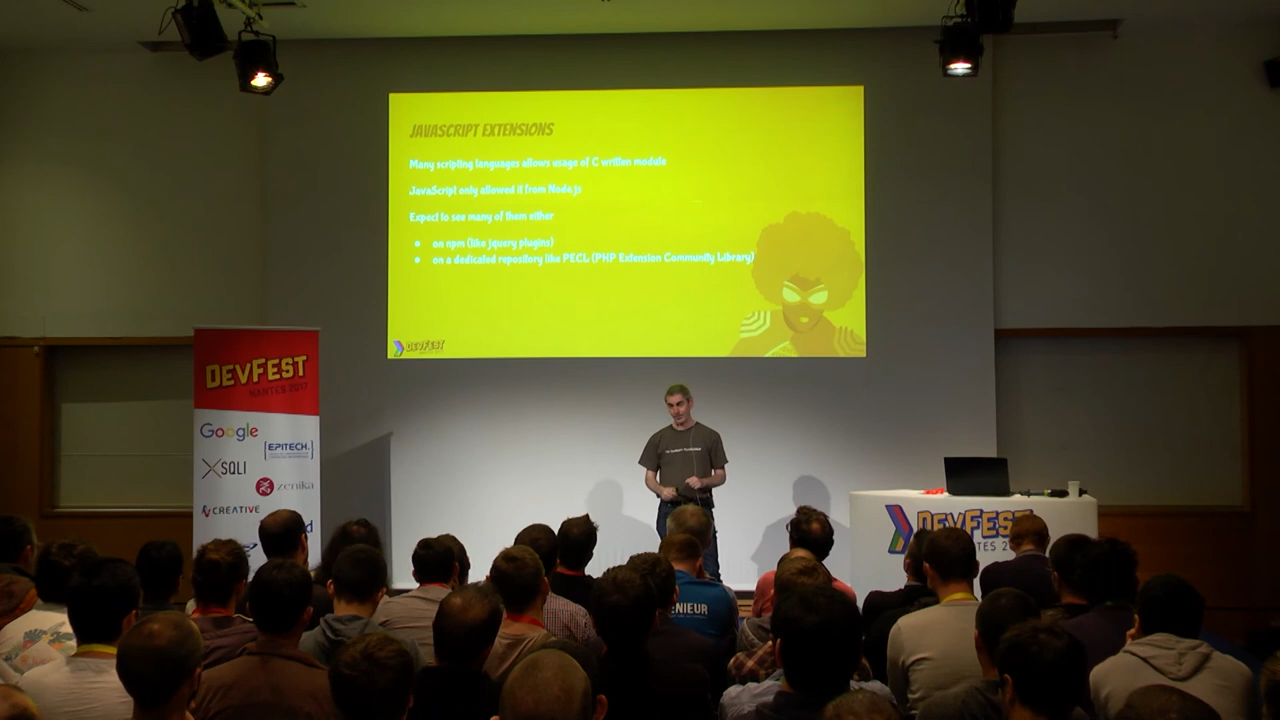 JAVASCRIPT EXTENSIONS
Many scripting languages allows usage of C written module
JavaScript only allowed it from Node.js
Expect to see many of them either
● on npm (like jquery plugins)
● on a dedicated repository like PECL (PHP Extension Community Library)
DEVFEST
DEVFEST
NANTES 2017
Google
[EPITECH.]
SQLI
zenika
CREATIVE
DEVFEST
NIEUR